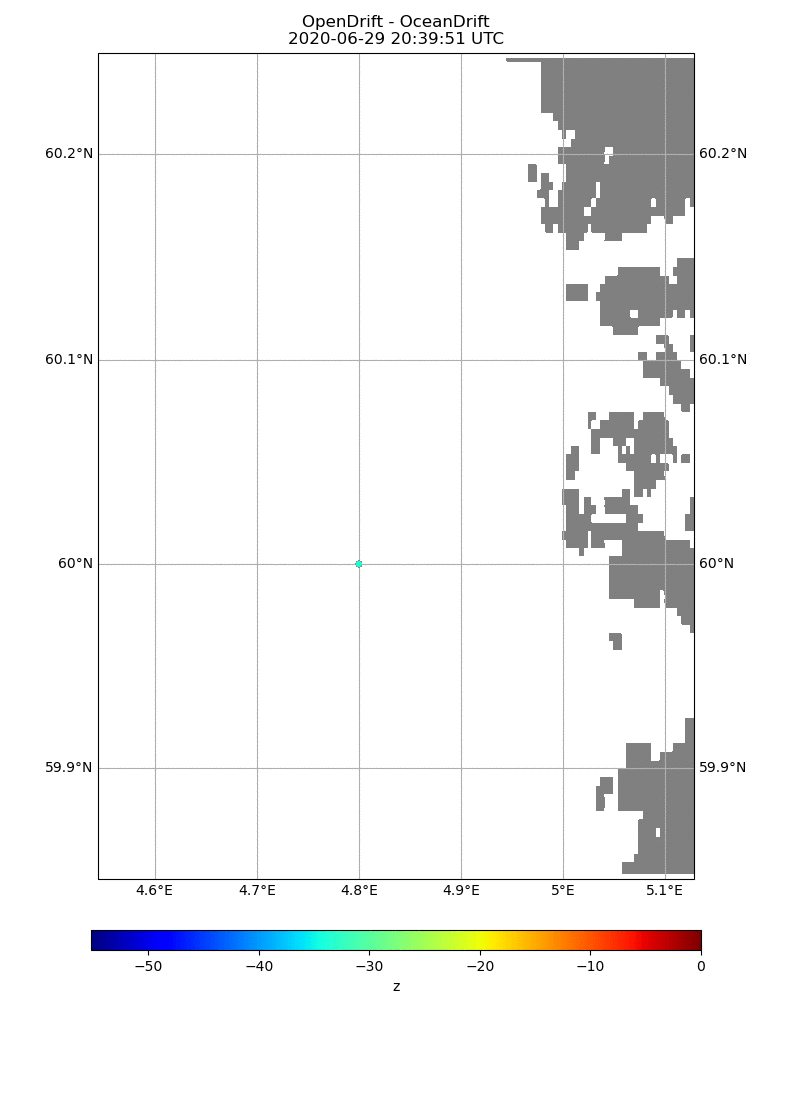 OpenDrift - OceanDrift
2020-06-29 20:39:51 UTC
60.2°N 60.2°N
60.1°N 60.1°N
60°N 60°N
59.9°N 59.9°N
4.6°E 4.7°E 4.8°E 4.9°E 5°E 5.1°E
−50 −40 −30 −20 −10 0
z